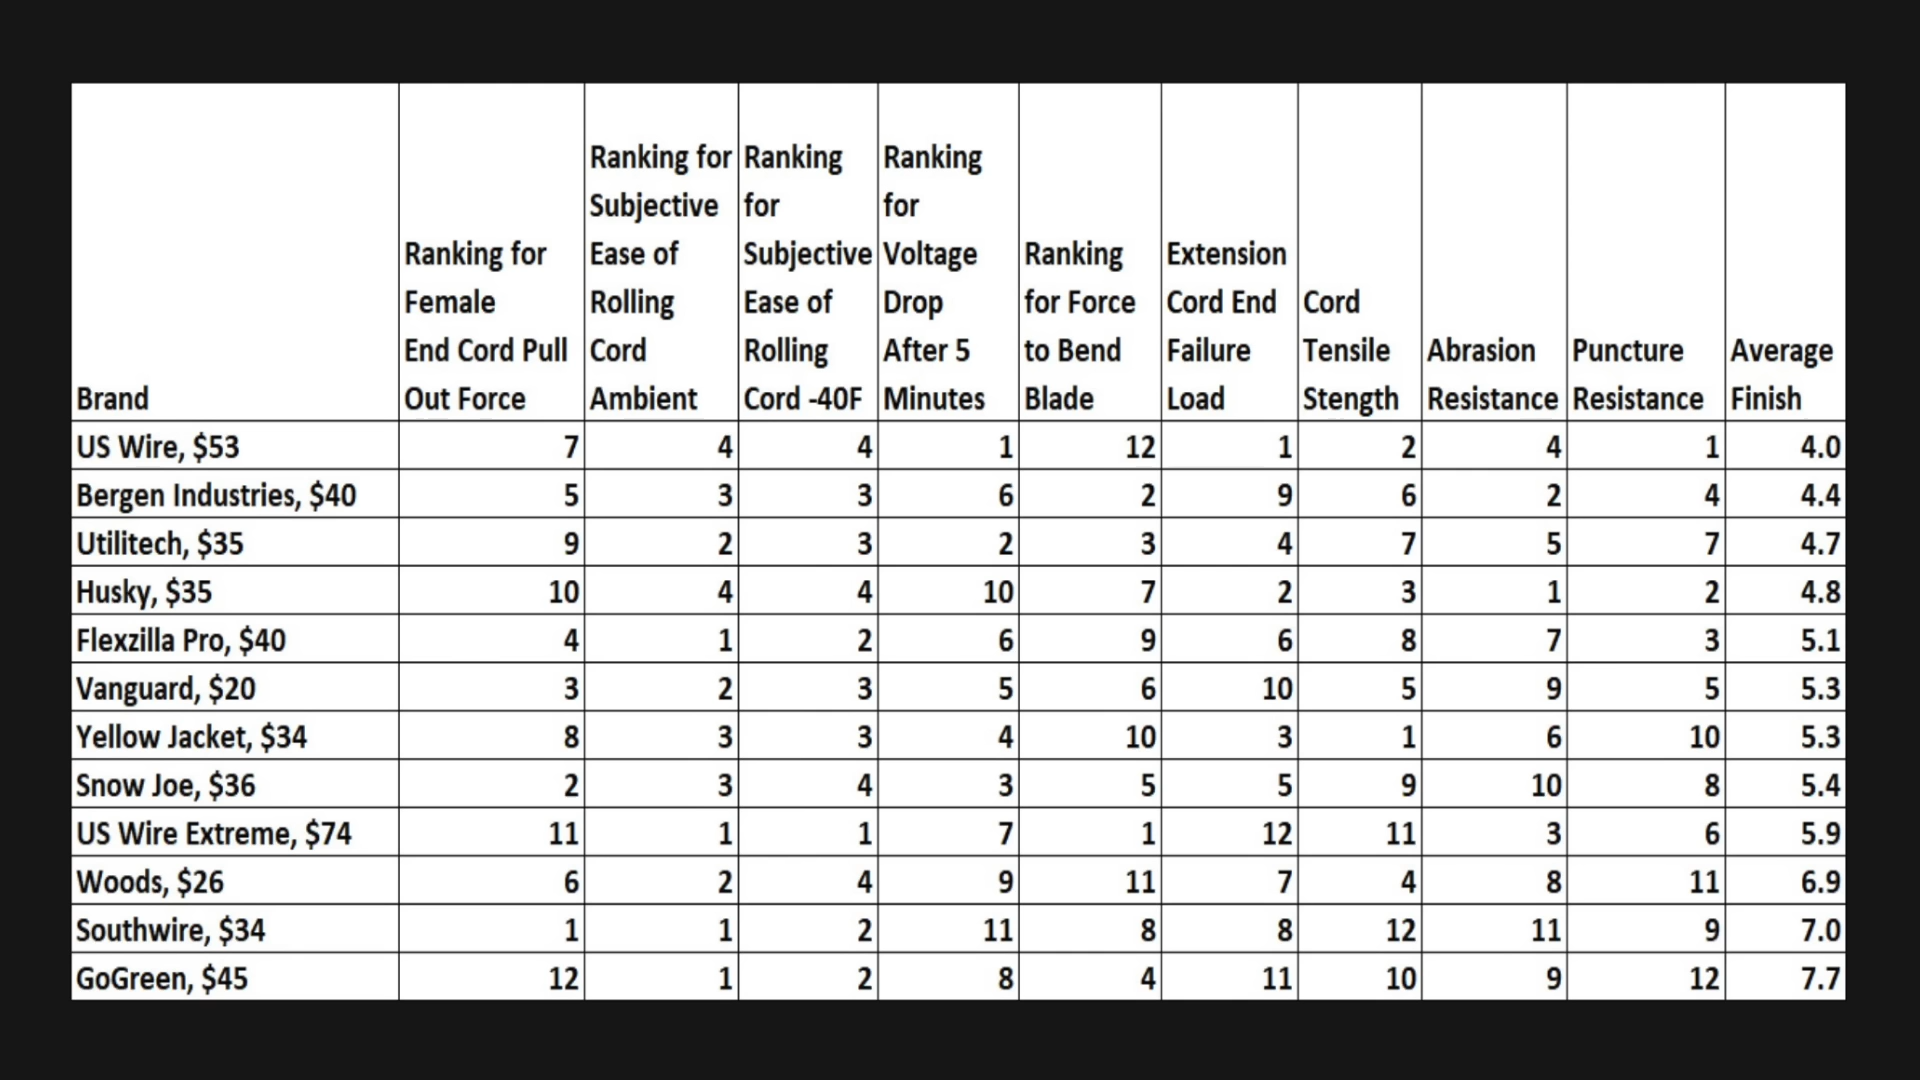 Brand | Ranking for Female End Cord Pull Out Force | Ranking for Subjective Ease of Rolling Cord Ambient | Ranking for Subjective Ease of Rolling Cord -40F | Ranking for Voltage Drop After 5 Minutes | Ranking for Force to Bend Blade | Extension Cord End Failure Load | Cord Tensile Stength | Abrasion Resistance | Puncture Resistance | Average Finish
US Wire, $53 | 7 | 4 | 4 | 1 | 12 | 1 | 2 | 4 | 1 | 4.0
Bergen Industries, $40 | 5 | 3 | 3 | 6 | 2 | 9 | 6 | 2 | 4 | 4.4
Utilitech, $35 | 9 | 2 | 3 | 2 | 3 | 4 | 7 | 5 | 7 | 4.7
Husky, $35 | 10 | 4 | 4 | 10 | 7 | 2 | 3 | 1 | 2 | 4.8
Flexzilla Pro, $40 | 4 | 1 | 2 | 6 | 9 | 6 | 8 | 7 | 3 | 5.1
Vanguard, $20 | 3 | 2 | 3 | 5 | 6 | 10 | 5 | 9 | 5 | 5.3
Yellow Jacket, $34 | 8 | 3 | 3 | 4 | 10 | 3 | 1 | 6 | 10 | 5.3
Snow Joe, $36 | 2 | 3 | 4 | 3 | 5 | 5 | 9 | 10 | 8 | 5.4
US Wire Extreme, $74 | 11 | 1 | 1 | 7 | 1 | 12 | 11 | 3 | 6 | 5.9
Woods, $26 | 6 | 2 | 4 | 9 | 11 | 7 | 4 | 8 | 11 | 6.9
Southwire, $34 | 1 | 1 | 2 | 11 | 8 | 8 | 12 | 11 | 9 | 7.0
GoGreen, $45 | 12 | 1 | 2 | 8 | 4 | 11 | 10 | 9 | 12 | 7.7